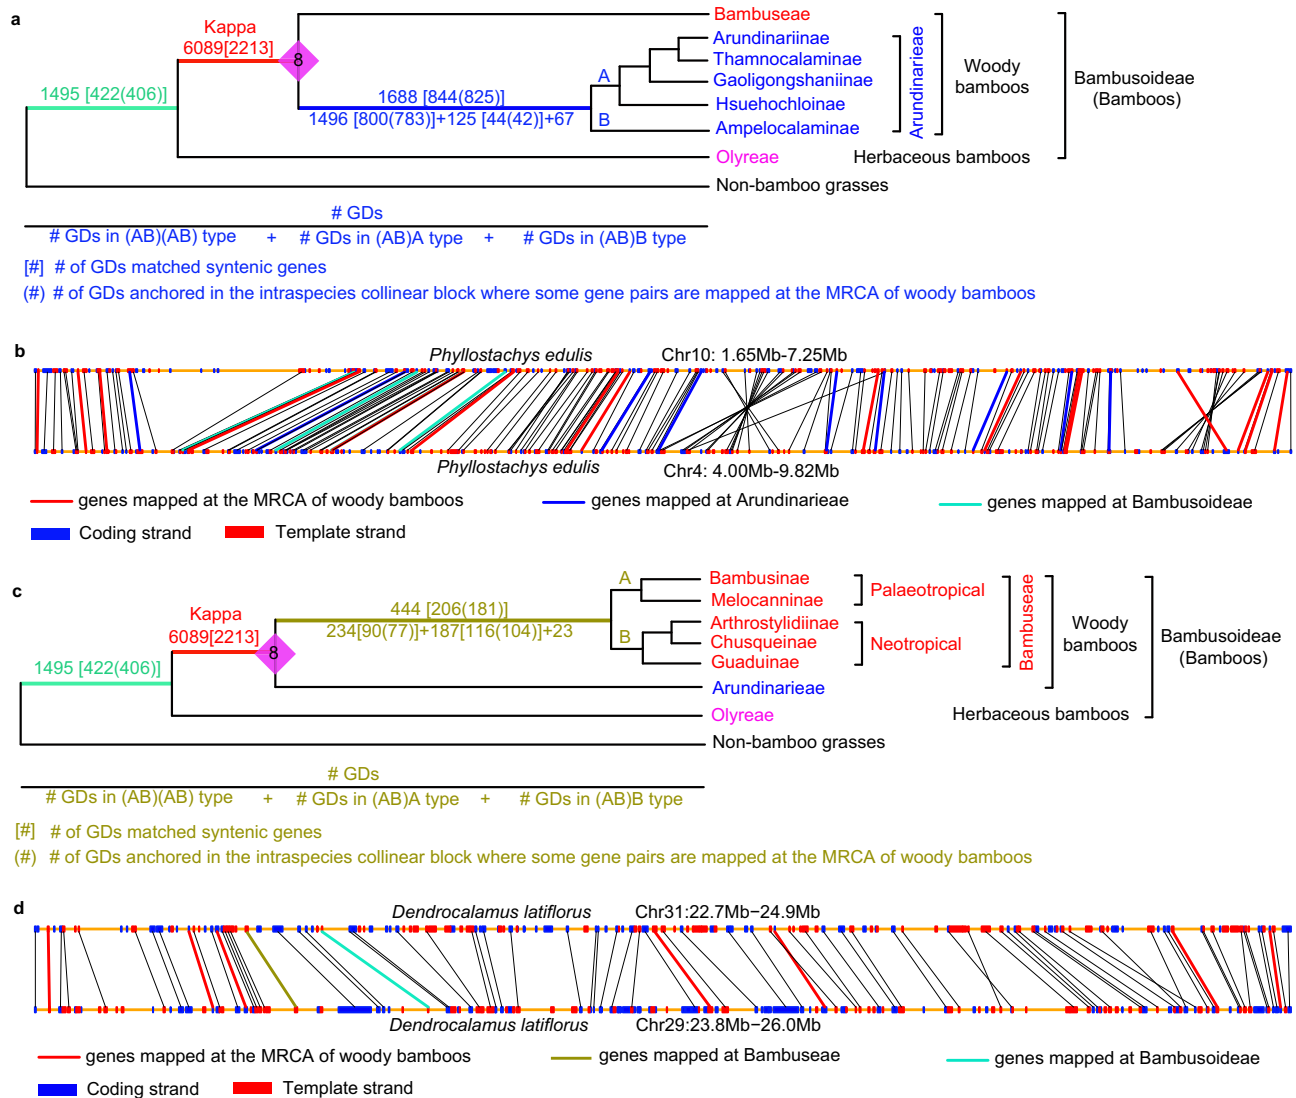 a
Bambuseae
Kappa
6089[2213]
8
Arundinariinae
Thamnocalaminae
Gaoligongshaniinae
Hsuehochloinae
Ampelocalaminae
A
B
1495 [422(406)]
1688 [844(825)]
1496 [800(783)]+125 [44(42)]+67
Arundinarieae
Woody
bamboos
Bambusoideae
(Bamboos)
Olyreae
Herbaceous bamboos
Non-bamboo grasses
# GDs
# GDs in (AB)(AB) type + # GDs in (AB)A type + # GDs in (AB)B type
[#] # of GDs matched syntenic genes
(#) # of GDs anchored in the intraspecies collinear block where some gene pairs are mapped at the MRCA of woody bamboos
b
Phyllostachys edulis Chr10: 1.65Mb-7.25Mb
Phyllostachys edulis Chr4: 4.00Mb-9.82Mb
genes mapped at the MRCA of woody bamboos
genes mapped at Arundinarieae
genes mapped at Bambusoideae
Coding strand
Template strand
c
Kappa
6089[2213]
8
1495 [422(406)]
444 [206(181)]
234[90(77)]+187[116(104)]+23
A
B
Bambusinae
Melocanninae
Arthrostylidiinae
Chusqueinae
Guaduinae
Palaeotropical
Neotropical
Bambuseae
Woody
bamboos
Bambusoideae
(Bamboos)
Arundinarieae
Olyreae
Herbaceous bamboos
Non-bamboo grasses
# GDs
# GDs in (AB)(AB) type + # GDs in (AB)A type + # GDs in (AB)B type
[#] # of GDs matched syntenic genes
(#) # of GDs anchored in the intraspecies collinear block where some gene pairs are mapped at the MRCA of woody bamboos
d
Dendrocalamus latiflorus Chr31:22.7Mb−24.9Mb
Dendrocalamus latiflorus Chr29:23.8Mb−26.0Mb
genes mapped at the MRCA of woody bamboos
genes mapped at Bambuseae
genes mapped at Bambusoideae
Coding strand
Template strand